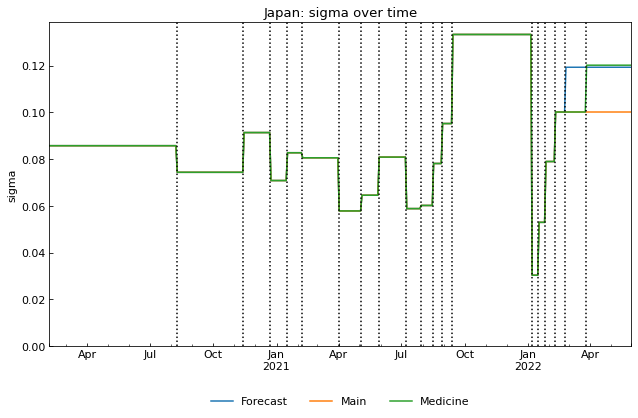 Japan: sigma over time
sigma
0.12
0.10
0.08
0.06
0.04
0.02
0.00
Apr Jul Oct Jan Apr Jul Oct Jan Apr
2021 2022
Forecast Main Medicine